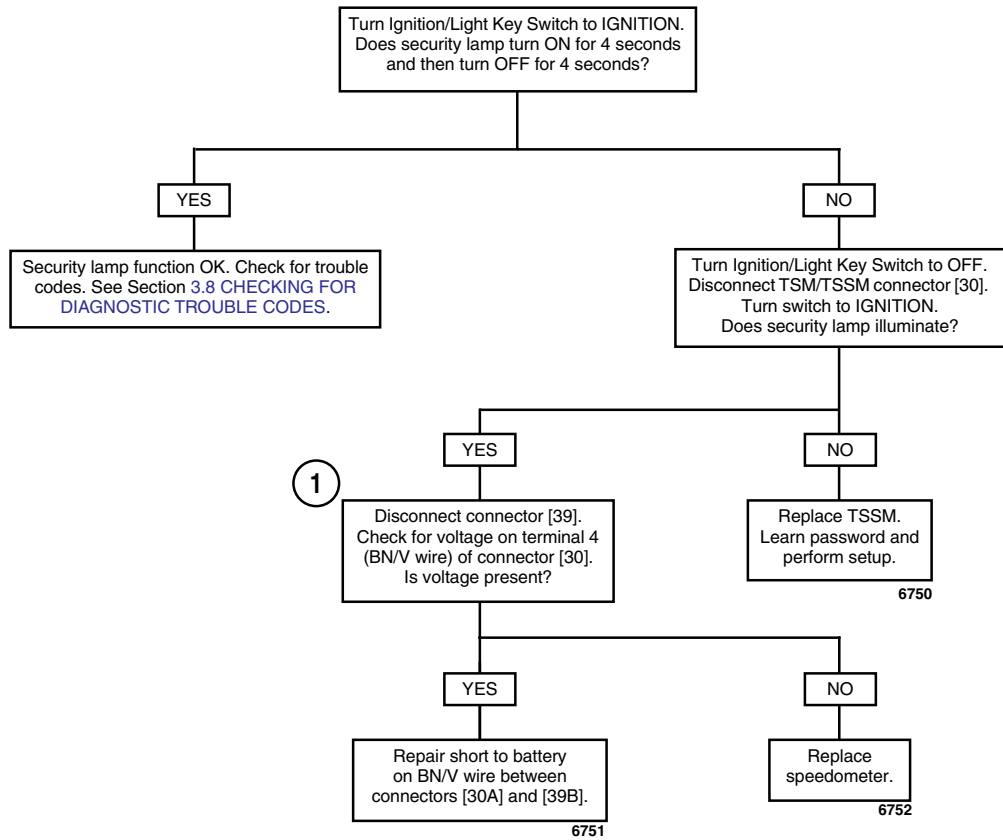 Turn Ignition/Light Key Switch to IGNITION.
Does security lamp turn ON for 4 seconds
and then turn OFF for 4 seconds?
YES
NO
Security lamp function OK. Check for trouble
codes. See Section 3.8 CHECKING FOR
DIAGNOSTIC TROUBLE CODES.
Turn Ignition/Light Key Switch to OFF.
Disconnect TSM/TSSM connector [30].
Turn switch to IGNITION.
Does security lamp illuminate?
YES
NO
1
Disconnect connector [39].
Check for voltage on terminal 4
(BN/V wire) of connector [30].
Is voltage present?
Replace TSSM.
Learn password and
perform setup.
6750
YES
NO
Repair short to battery
on BN/V wire between
connectors [30A] and [39B].
6751
Replace
speedometer.
6752